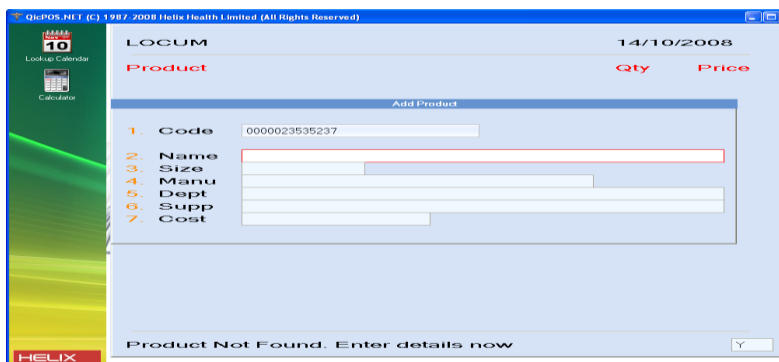 QicPOS.NET (C) 1987-2008 Helix Health Limited (All Rights Reserved)
10
Lookup Calendar
Calculator
LOCUM 14/10/2008
Product Qty Price
Add Product
1. Code 0000023535237
2. Name
3. Size
4. Manu
5. Dept
6. Supp
7. Cost
Product Not Found. Enter details now Y
HELIX